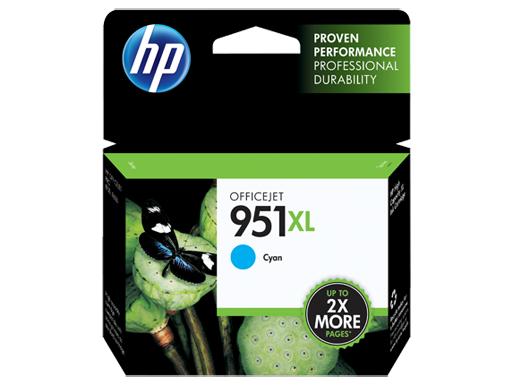 hp
PROVEN
PERFORMANCE
PROFESSIONAL
DURABILITY
OFFICEJET
951XL
Cyan
UP TO
2X
MORE
PAGES*